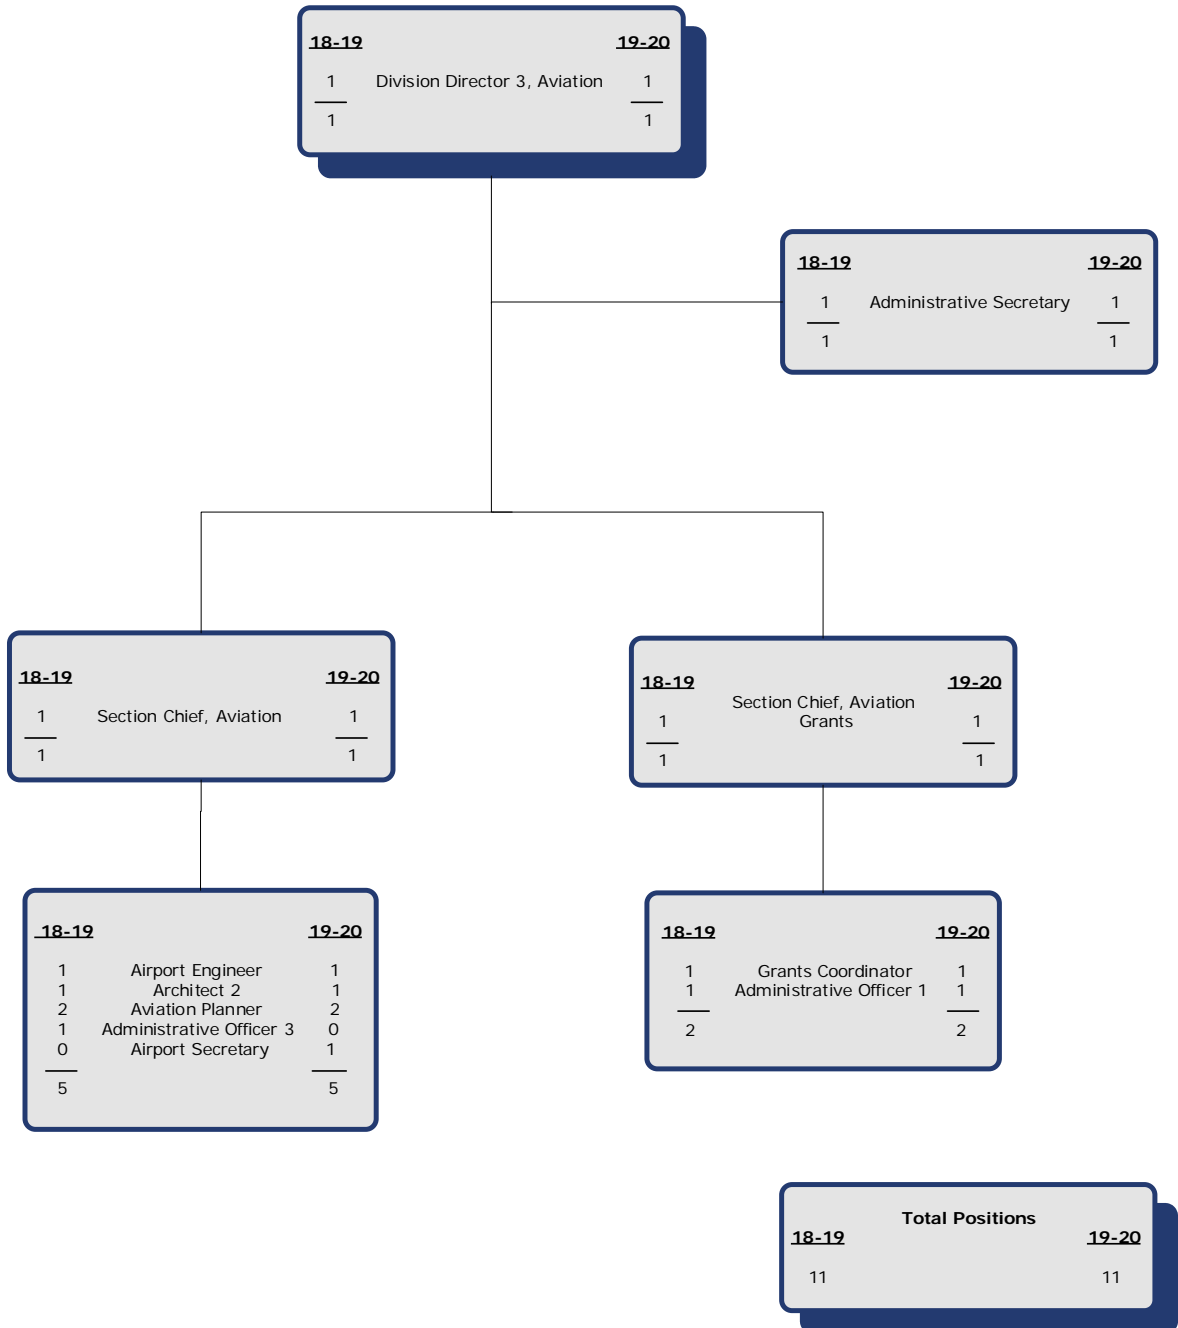 18-19 19-20
1 Division Director 3, Aviation 1
1 1
18-19 19-20
1 Administrative Secretary 1
1 1
18-19 19-20
1 Section Chief, Aviation 1
1 1
18-19 19-20
Section Chief, Aviation
1 Grants 1
1 1
18-19 19-20
1 Airport Engineer 1
1 Architect 2 1
2 Aviation Planner 2
1 Administrative Officer 3 0
0 Airport Secretary 1
5 5
18-19 19-20
1 Grants Coordinator 1
1 Administrative Officer 1 1
2 2
Total Positions
18-19 19-20
11 11